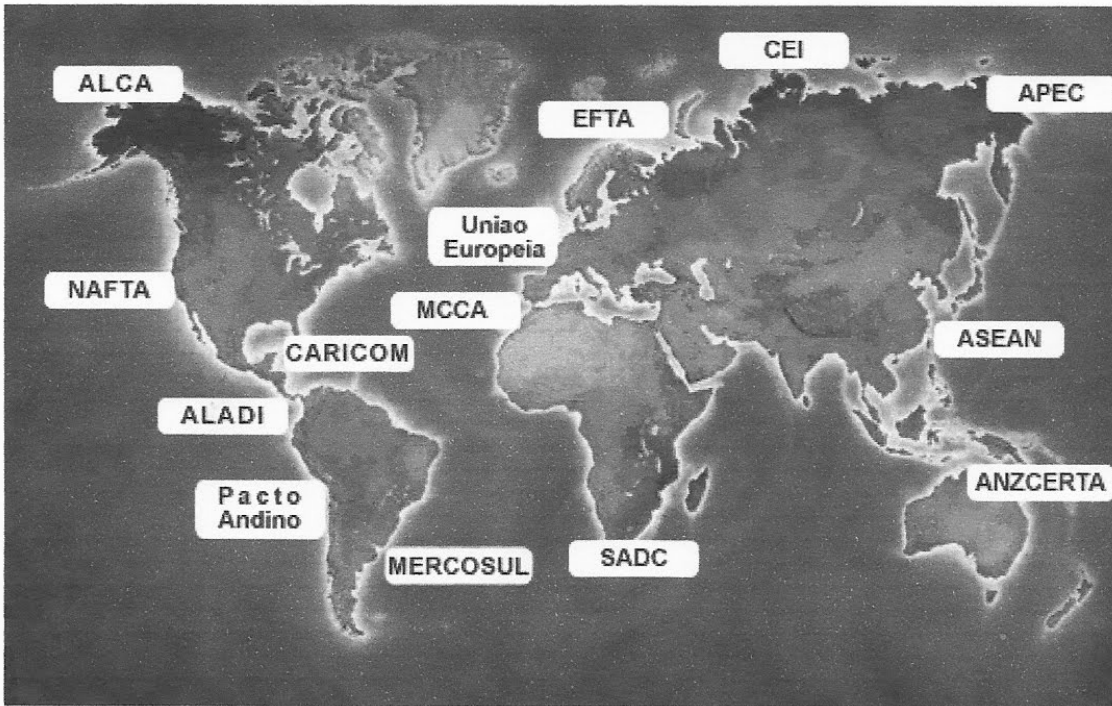 CEI
ALCA
APEC
EFTA
Uniao
Europeia
NAFTA
MCCA
ASEAN
CARICOM
ALADI
ANZCERTA
Pacto
Andino
SADC
MERCOSUL